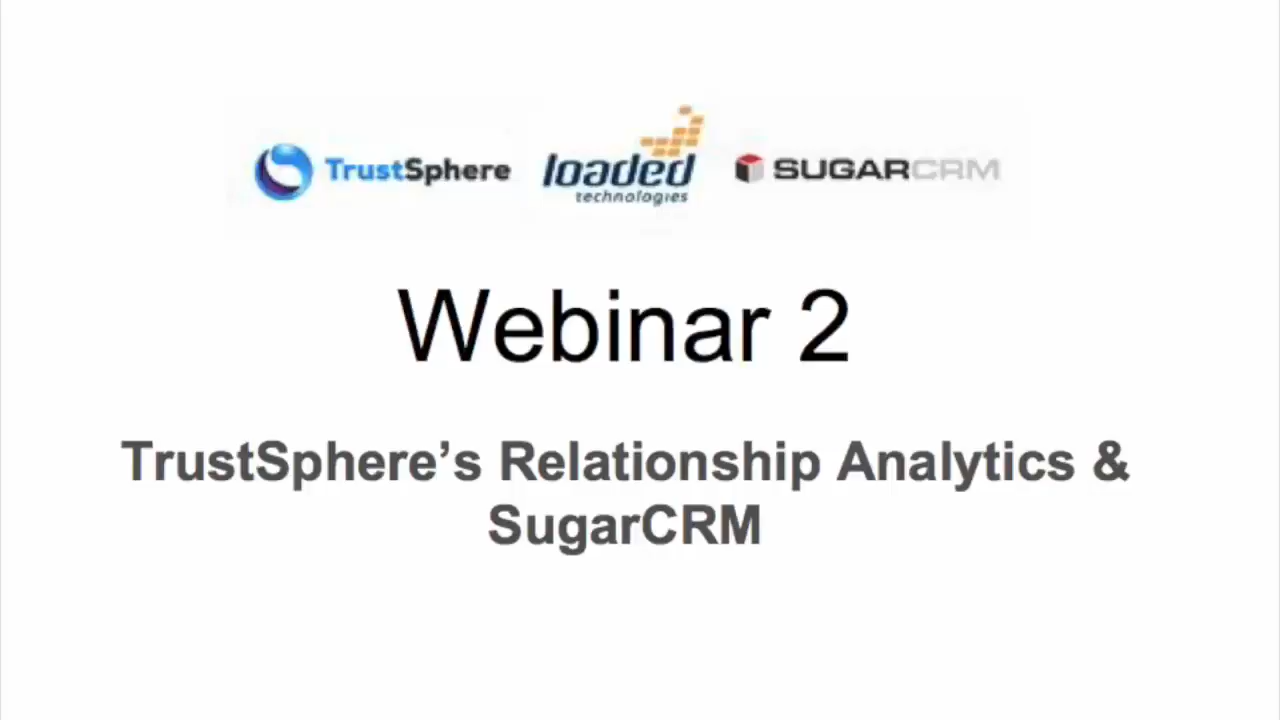 TrustSphere loaded technologies SUGARCRM
Webinar 2
TrustSphere’s Relationship Analytics &
SugarCRM